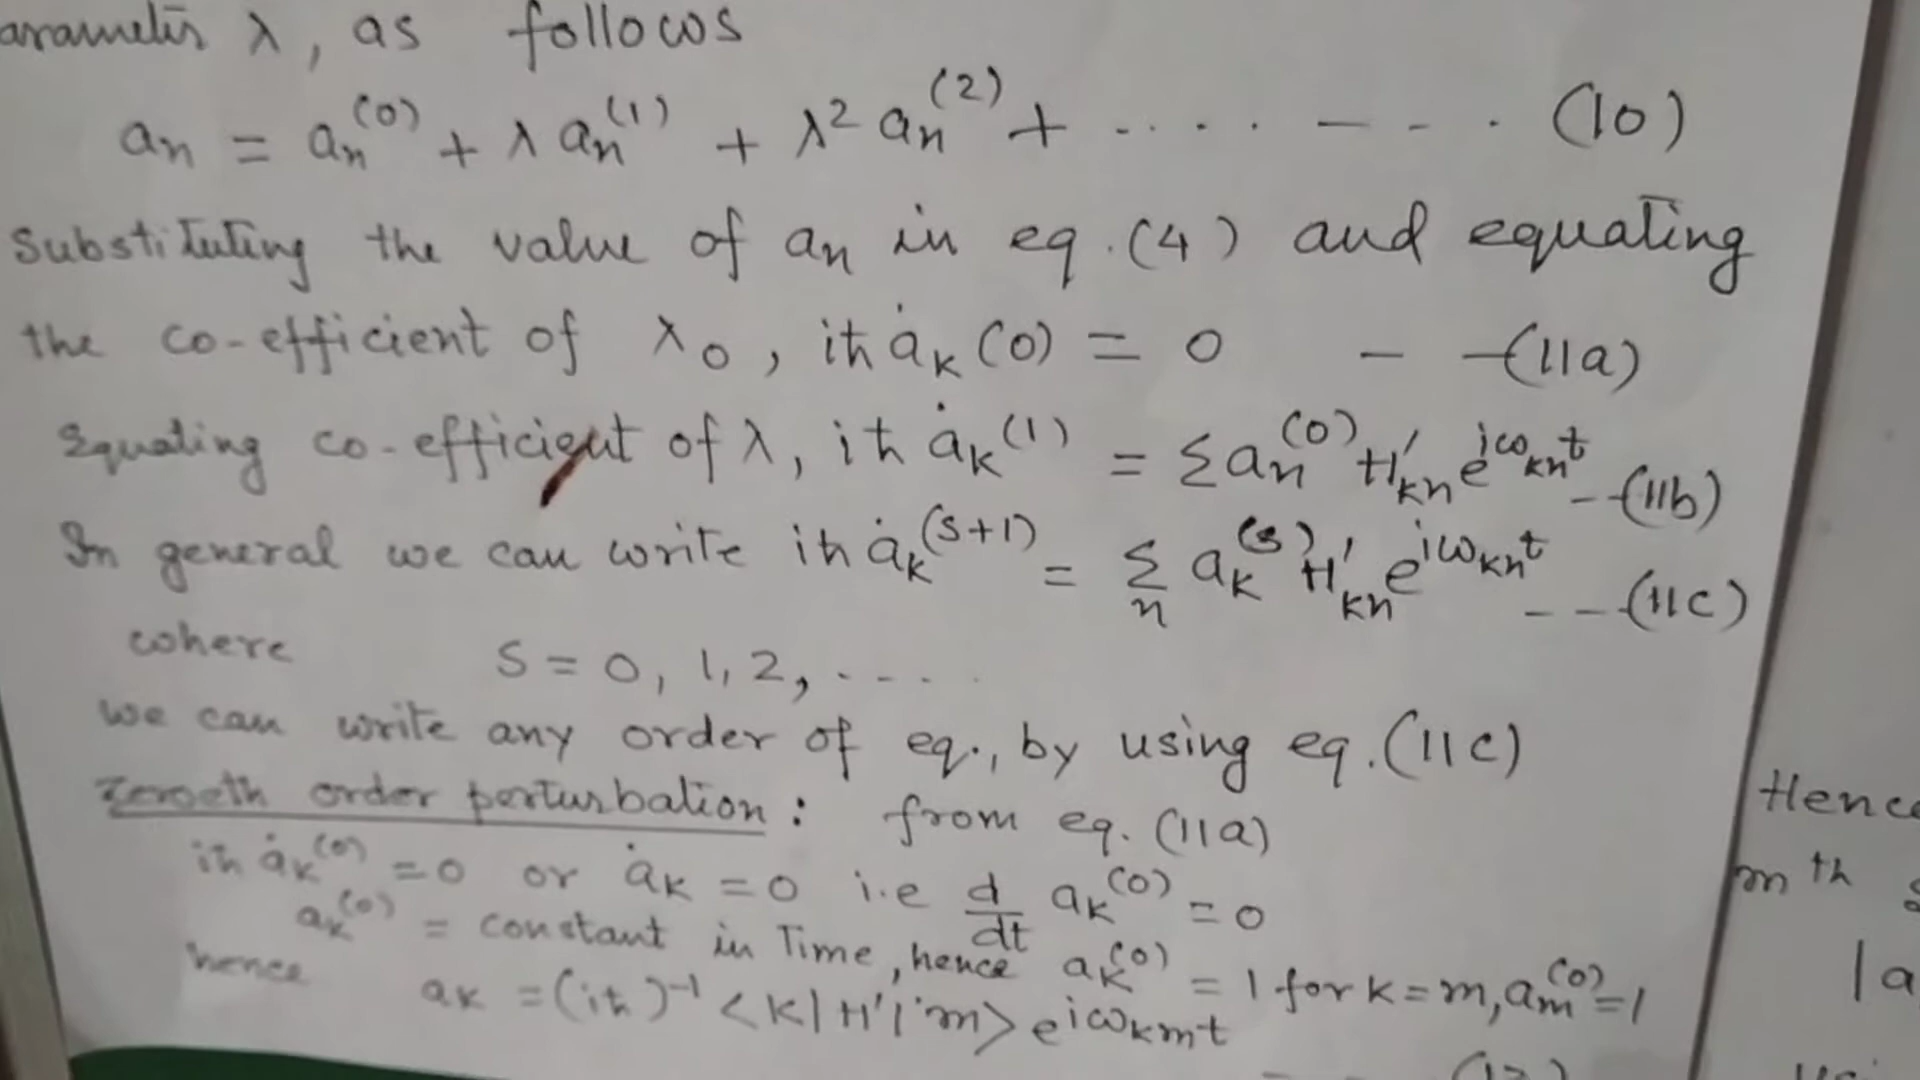 arameter λ, as follows
an = an⁽⁰⁾ + λ an⁽¹⁾ + λ² an⁽²⁾ + ···· - - - · (10)
Substituting the value of an in eq.(4) and equating
the co-efficient of λ0, iħ ȧk (0) = 0 - -(11a)
Equating co-efficient of λ, iħ ȧk⁽¹⁾ = Σ an⁽⁰⁾ H'kn e^iωknt --(11b)
In general we can write iħ ȧk^(s+1) = Σn ak^(s) H'kn e^iωknt ---(11c)
where s = 0, 1, 2, ----
we can write any order of eq., by using eq.(11c)
Zeroeth order perturbation : from eq. (11a)
iħ ȧk⁽⁰⁾ = 0 or ȧk = 0 i.e d/dt ak⁽⁰⁾ = 0
ak⁽⁰⁾ = constant in Time, hence ak⁽⁰⁾ = 1 for k = m, am⁽⁰⁾ = 1
hence ak = (iħ)⁻¹ <k| H' |m> e^iωkmt
Hence
mth
|a